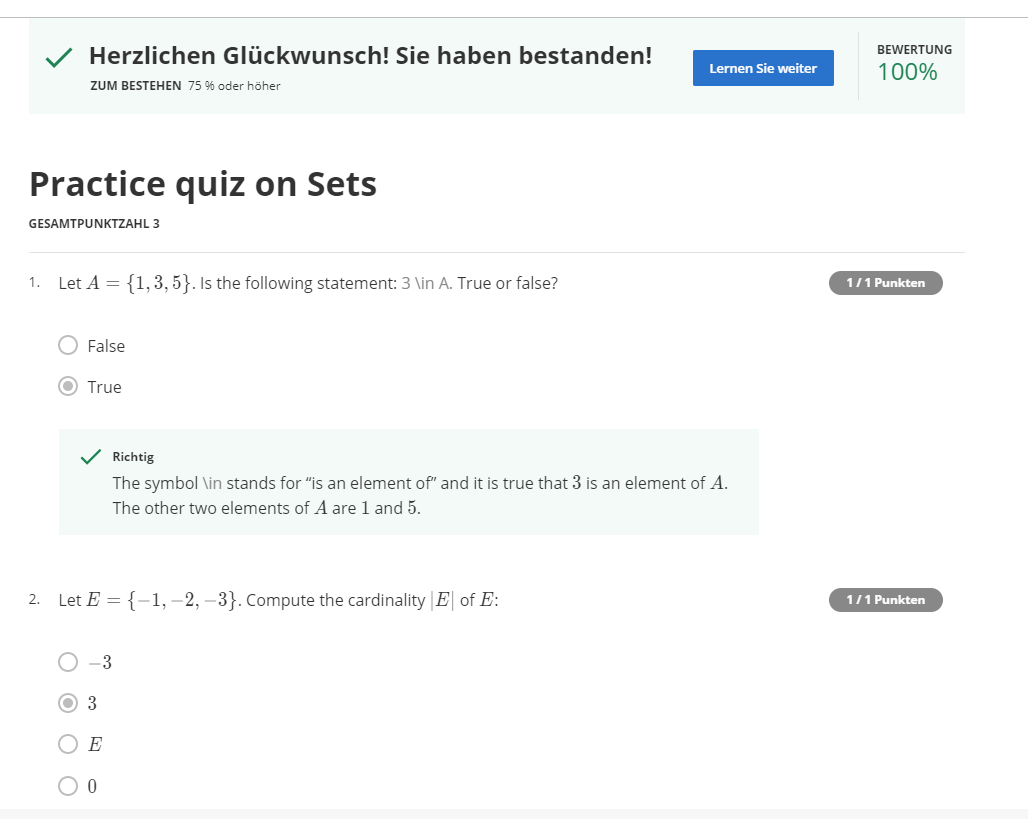 Herzlichen Glückwunsch! Sie haben bestanden!
ZUM BESTEHEN 75 % oder höher
Lernen Sie weiter
BEWERTUNG
100%
Practice quiz on Sets
GESAMTPUNKTZAHL 3
1. Let A = {1, 3, 5}. Is the following statement: 3 \in A. True or false?
1 / 1 Punkten
False
True
Richtig
The symbol \in stands for “is an element of” and it is true that 3 is an element of A.
The other two elements of A are 1 and 5.
2. Let E = {−1, −2, −3}. Compute the cardinality |E| of E:
1 / 1 Punkten
−3
3
E
0